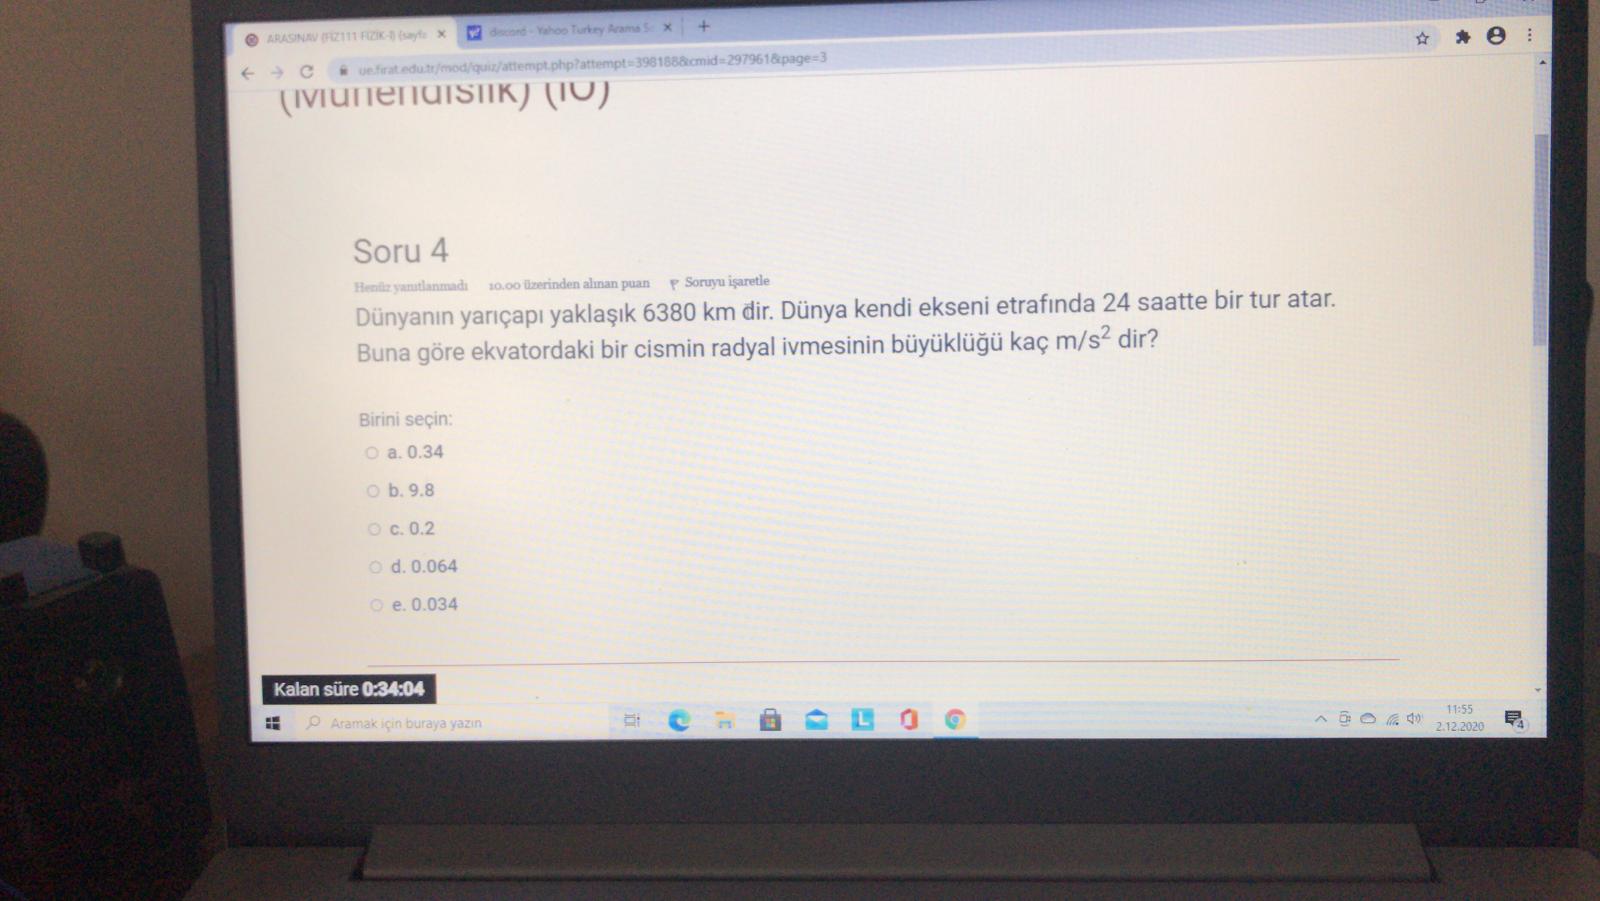 ARASINAV (FİZ111 FİZİK-I) (sayfa
discord - Yahoo Turkey Arama S
ue.firat.edu.tr/mod/quiz/attempt.php?attempt=398188&cmid=297961&page=3
(Mühendislik) (İÖ)
Soru 4
Henüz yanıtlanmadı 10.00 üzerinden alınan puan Soruyu işaretle
Dünyanın yarıçapı yaklaşık 6380 km dir. Dünya kendi ekseni etrafında 24 saatte bir tur atar.
Buna göre ekvatordaki bir cismin radyal ivmesinin büyüklüğü kaç m/s² dir?
Birini seçin:
a. 0.34
b. 9.8
c. 0.2
d. 0.064
e. 0.034
Kalan süre 0:34:04
Aramak için buraya yazın
L
11:55
2.12.2020
4